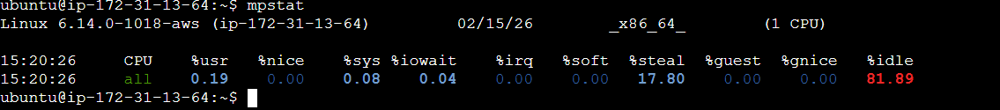 ubuntu@ip-172-31-13-64:~$ mpstat
Linux 6.14.0-1018-aws (ip-172-31-13-64) 02/15/26 _x86_64_ (1 CPU)
15:20:26 CPU %usr %nice %sys %iowait %irq %soft %steal %guest %gnice %idle
15:20:26 all 0.19 0.00 0.08 0.04 0.00 0.00 17.80 0.00 0.00 81.89
ubuntu@ip-172-31-13-64:~$